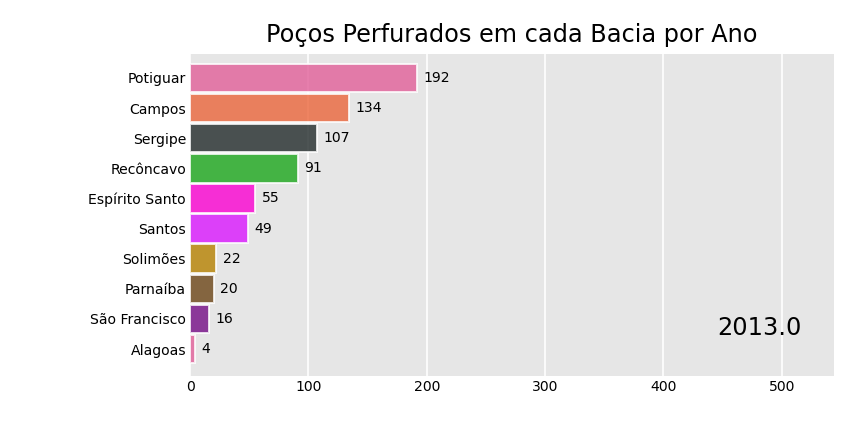 Poços Perfurados em cada Bacia por Ano
Potiguar 192
Campos 134
Sergipe 107
Recôncavo 91
Espírito Santo 55
Santos 49
Solimões 22
Parnaíba 20
São Francisco 16
2013.0
Alagoas 4
0 100 200 300 400 500